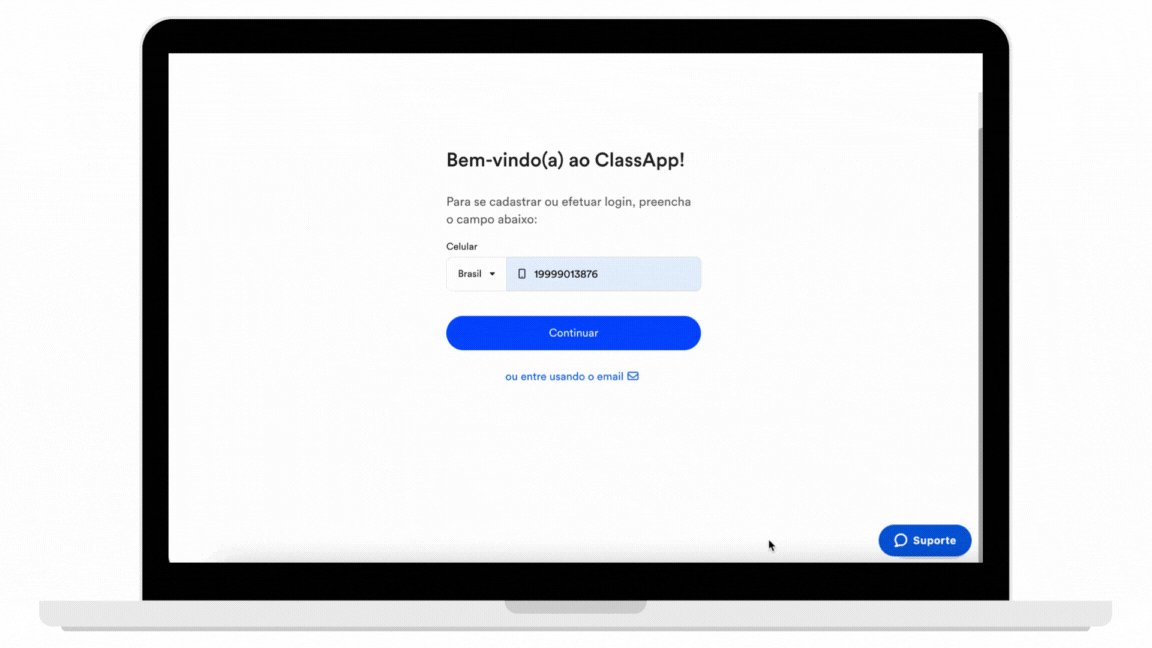 Bem-vindo(a) ao ClassApp!
Para se cadastrar ou efetuar login, preencha
o campo abaixo:
Celular
Brasil 19999013876
Continuar
ou entre usando o email
Suporte